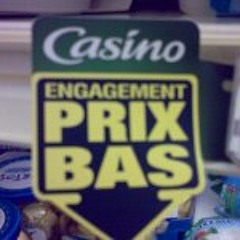 Casino
ENGAGEMENT
PRIX
BAS